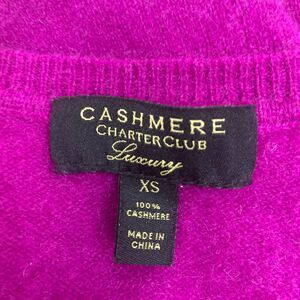 CASHMERE
CHARTER CLUB
Luxury
XS
100%
CASHMERE
MADE IN
CHINA